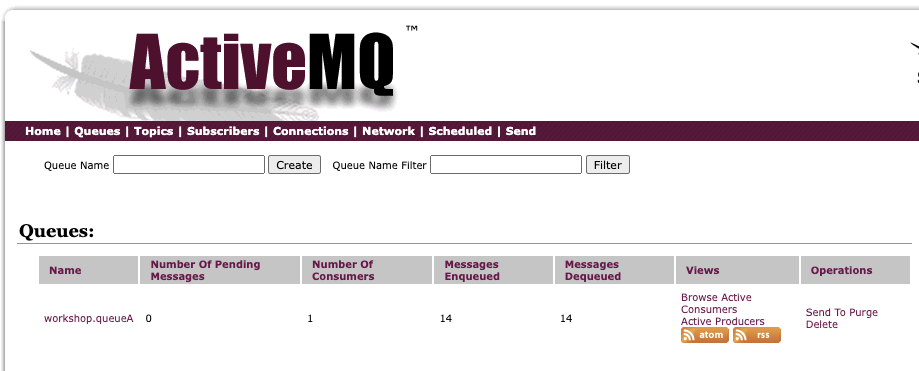 ActiveMQ ™
Home | Queues | Topics | Subscribers | Connections | Network | Scheduled | Send
Queue Name Create Queue Name Filter Filter
Queues:
Name
Number Of Pending
Messages
Number Of
Consumers
Messages
Enqueued
Messages
Dequeued
Views
Operations
workshop.queueA
0
1
14
14
Browse Active
Consumers
Active Producers
atom rss
Send To Purge
Delete